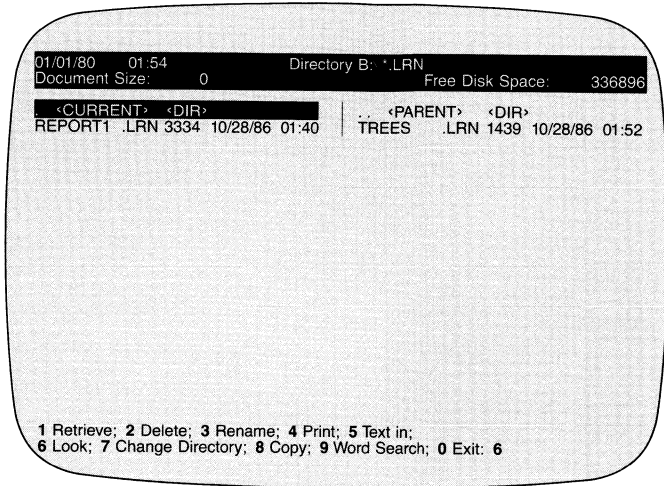 01/01/80 01:54 Directory B: *.LRN
Document Size: 0 Free Disk Space: 336896
. ‹CURRENT› ‹DIR› .. ‹PARENT› ‹DIR›
REPORT1 .LRN 3334 10/28/86 01:40 TREES .LRN 1439 10/28/86 01:52
1 Retrieve; 2 Delete; 3 Rename; 4 Print; 5 Text in;
6 Look; 7 Change Directory; 8 Copy; 9 Word Search; 0 Exit: 6